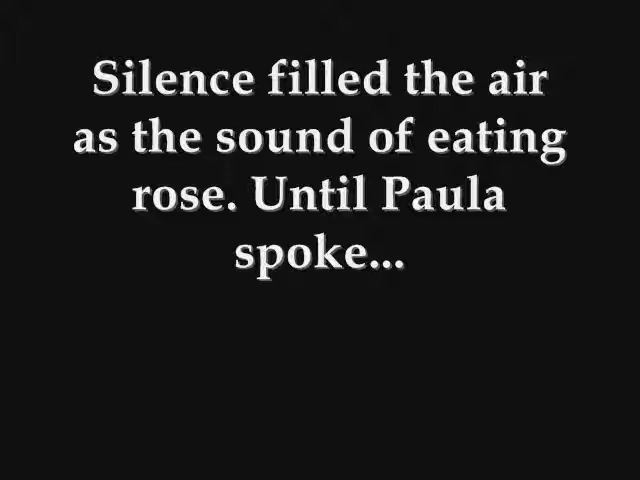 Silence filled the air
as the sound of eating
rose. Until Paula
spoke...